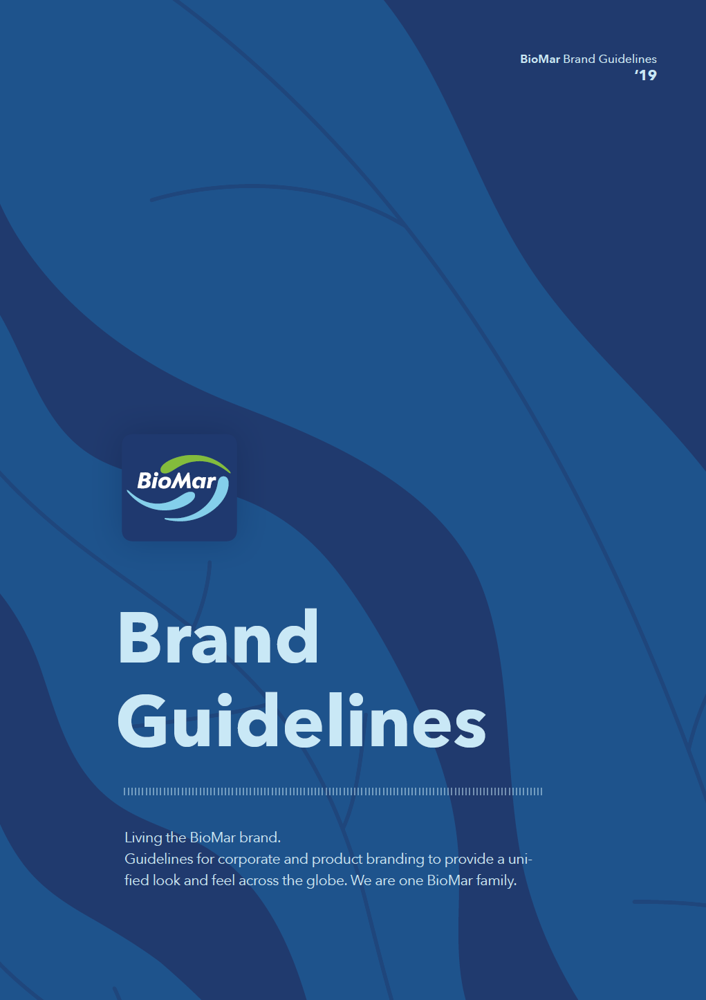 BioMar Brand Guidelines
’19
BioMar
Brand
Guidelines
Living the BioMar brand.
Guidelines for corporate and product branding to provide a uni-
fied look and feel across the globe. We are one BioMar family.